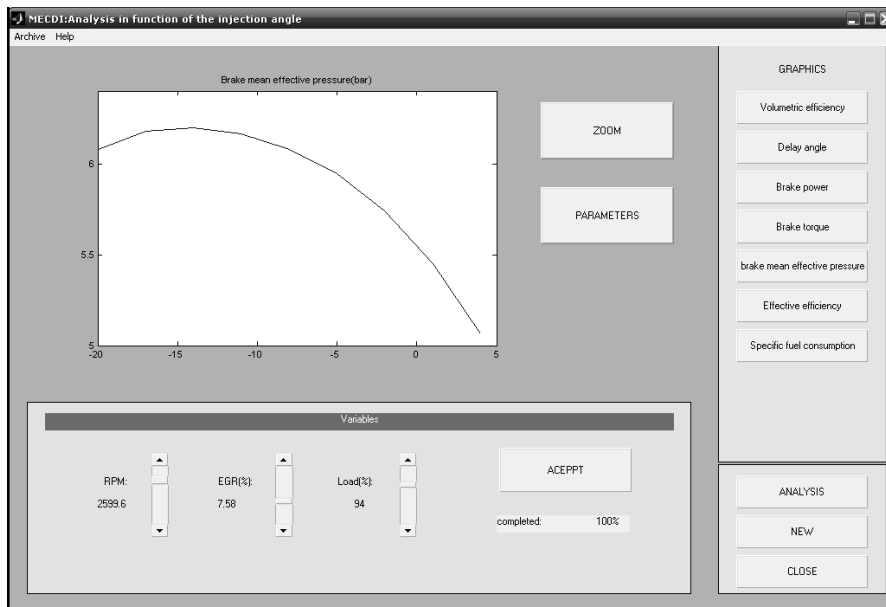 MECDI:Analysis in function of the injection angle
Archive Help
Brake mean effective pressure(bar)
6
5.5
5
-20 -15 -10 -5 0 5
ZOOM
PARAMETERS
GRAPHICS
Volumetric efficiency
Delay angle
Brake power
Brake torque
brake mean effective pressure
Effective efficiency
Specific fuel consumption
Variables
RPM: EGR(%): Load(%):
2599.6 7.58 94
ACEPPT
completed: 100%
ANALYSIS
NEW
CLOSE